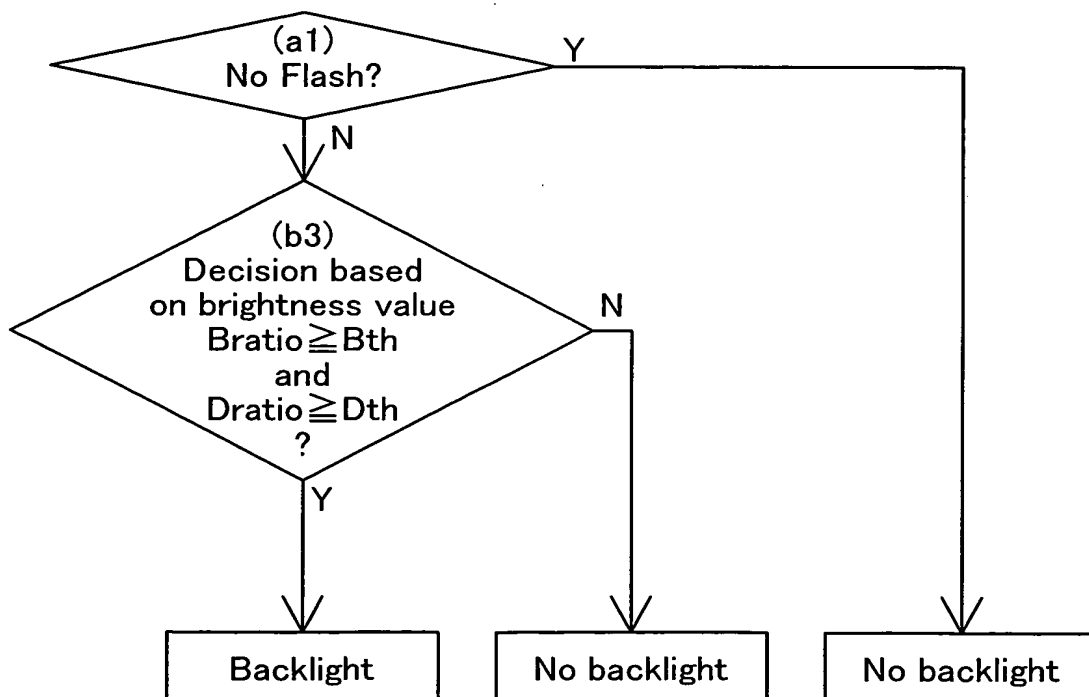 (a1)
No Flash?
Y
N
(b3)
Decision based
on brightness value
Bratio≧Bth
and
Dratio≧Dth
?
N
Y
Backlight
No backlight
No backlight